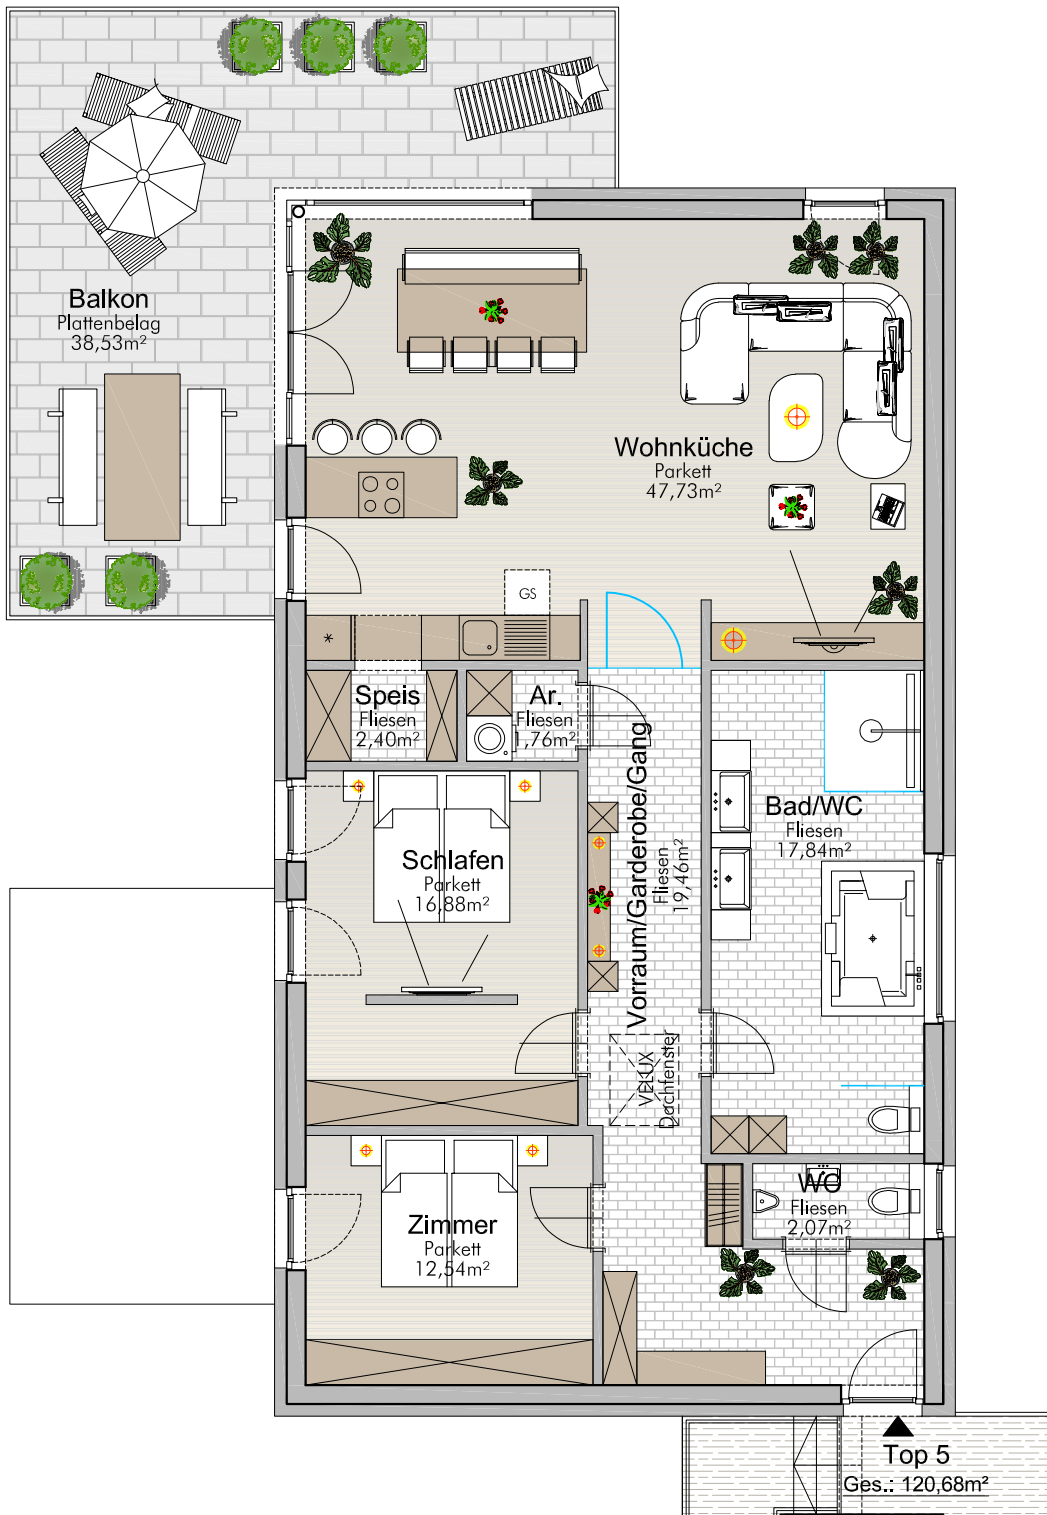 Balkon
Plattenbelag
38,53m²
Wohnküche
Parkett
47,73m²
GS
*
Speis
Fliesen
2,40m²
Ar.
Fliesen
1,76m²
Vorraum/Garderobe/Gang
Fliesen
19,46m²
Bad/WC
Fliesen
17,84m²
Schlafen
Parkett
16,88m²
VELUX
Dachfenster
WC
Fliesen
2,07m²
Zimmer
Parkett
12,54m²
Top 5
Ges.: 120,68m²